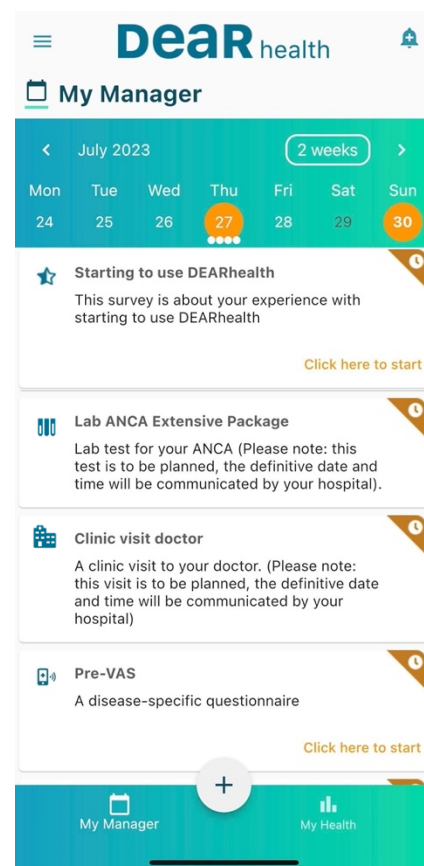 DeaR health
My Manager
July 2023 2 weeks
Mon Tue Wed Thu Fri Sat Sun
24 25 26 27 28 29 30
Starting to use DEARhealth
This survey is about your experience with
starting to use DEARhealth
Click here to start
Lab ANCA Extensive Package
Lab test for your ANCA (Please note: this
test is to be planned, the definitive date and
time will be communicated by your hospital).
Clinic visit doctor
A clinic visit to your doctor. (Please note:
this visit is to be planned, the definitive date
and time will be communicated by your
hospital)
Pre-VAS
A disease-specific questionnaire
Click here to start
My Manager My Health